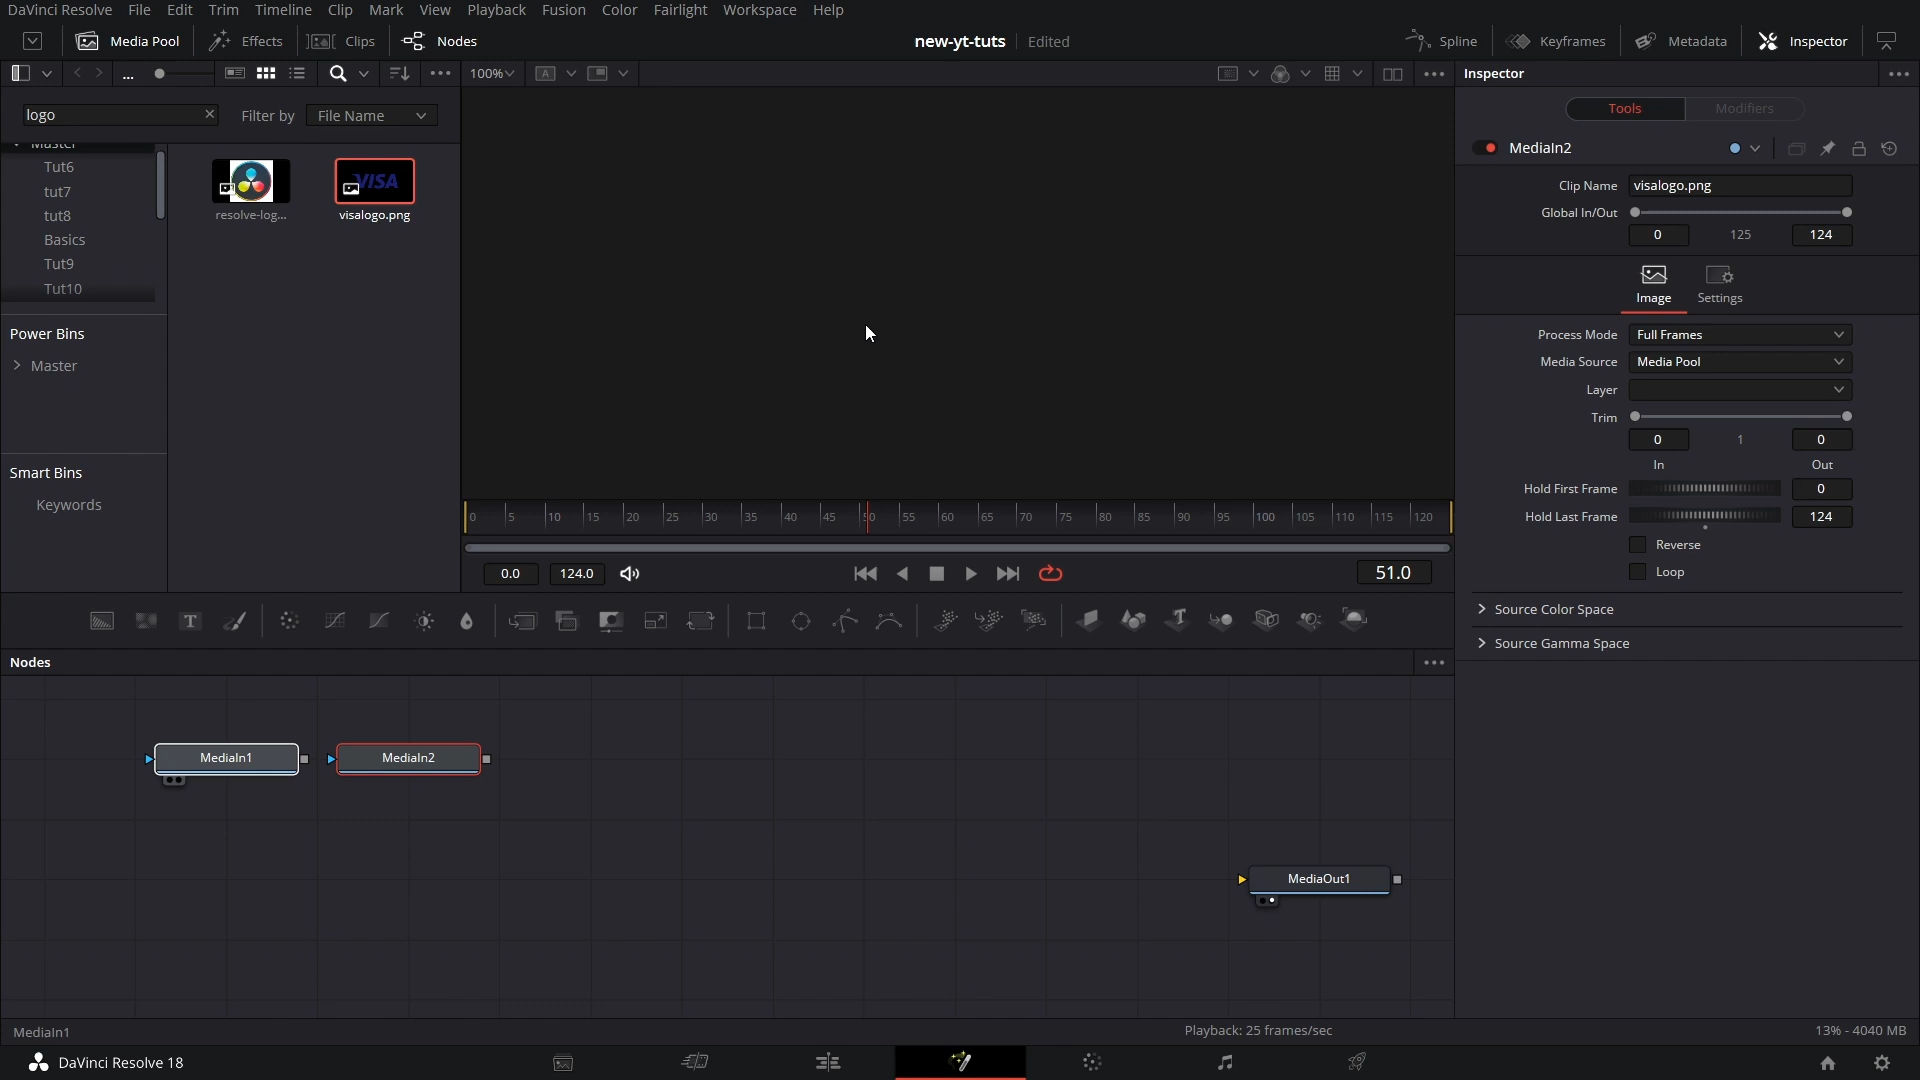 DaVinci Resolve File Edit Trim Timeline Clip Mark View Playback Fusion Color Fairlight Workspace Help
Media Pool Effects Clips Nodes new-yt-tuts Edited Spline Keyframes Metadata Inspector
... 100% A Inspector
Tools Modifiers
logo Filter by File Name
Master
Tut6
tut7
tut8
Basics
Tut9
Tut10
Power Bins
Master
Smart Bins
Keywords
VISA
resolve-log...
visalogo.png
MediaIn2
Clip Name visalogo.png
Global In/Out
0 125 124
Image Settings
Process Mode Full Frames
Media Source Media Pool
Layer
Trim
0 1 0
In Out
Hold First Frame 0
Hold Last Frame 124
Reverse
Loop
Source Color Space
Source Gamma Space
0 5 10 15 20 25 30 35 40 45 50 55 60 65 70 75 80 85 90 95 100 105 110 115 120
0.0 124.0 51.0
T T
Nodes
MediaIn1 MediaIn2
MediaOut1
MediaIn1 Playback: 25 frames/sec 13% - 4040 MB
DaVinci Resolve 18